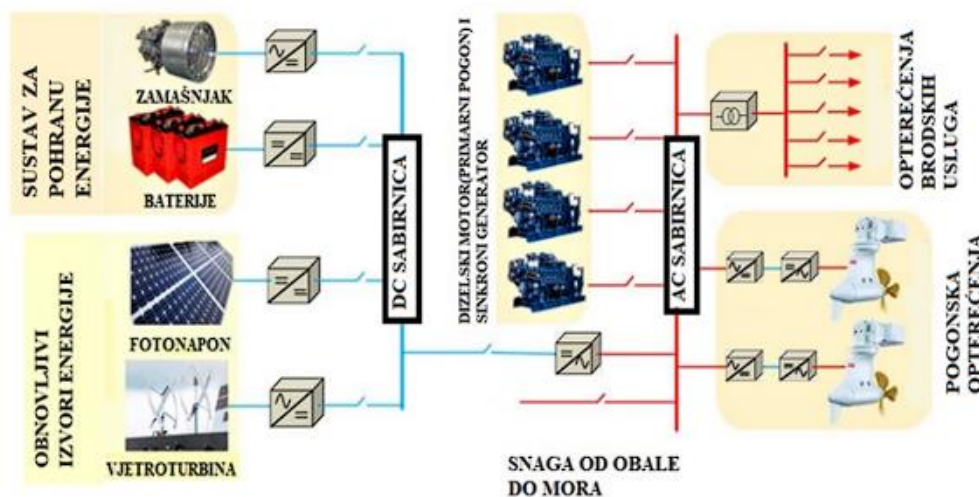 SUSTAV ZA
POHRANU
ENERGIJE
ZAMAŠNJAK
BATERIJE
OBNOVLJIVI
IZVORI ENERGIJE
FOTONAPON
VJETROTURBINA
DC SABIRNICA
DIZELSKI MOTOR(PRIMARNI POGON) I
SINKRONI GENERATOR
AC SABIRNICA
OPTEREĆENJA
BRODSKIH
USLUGA
POGONSKA
OPTEREĆENJA
SNAGA OD OBALE
DO MORA